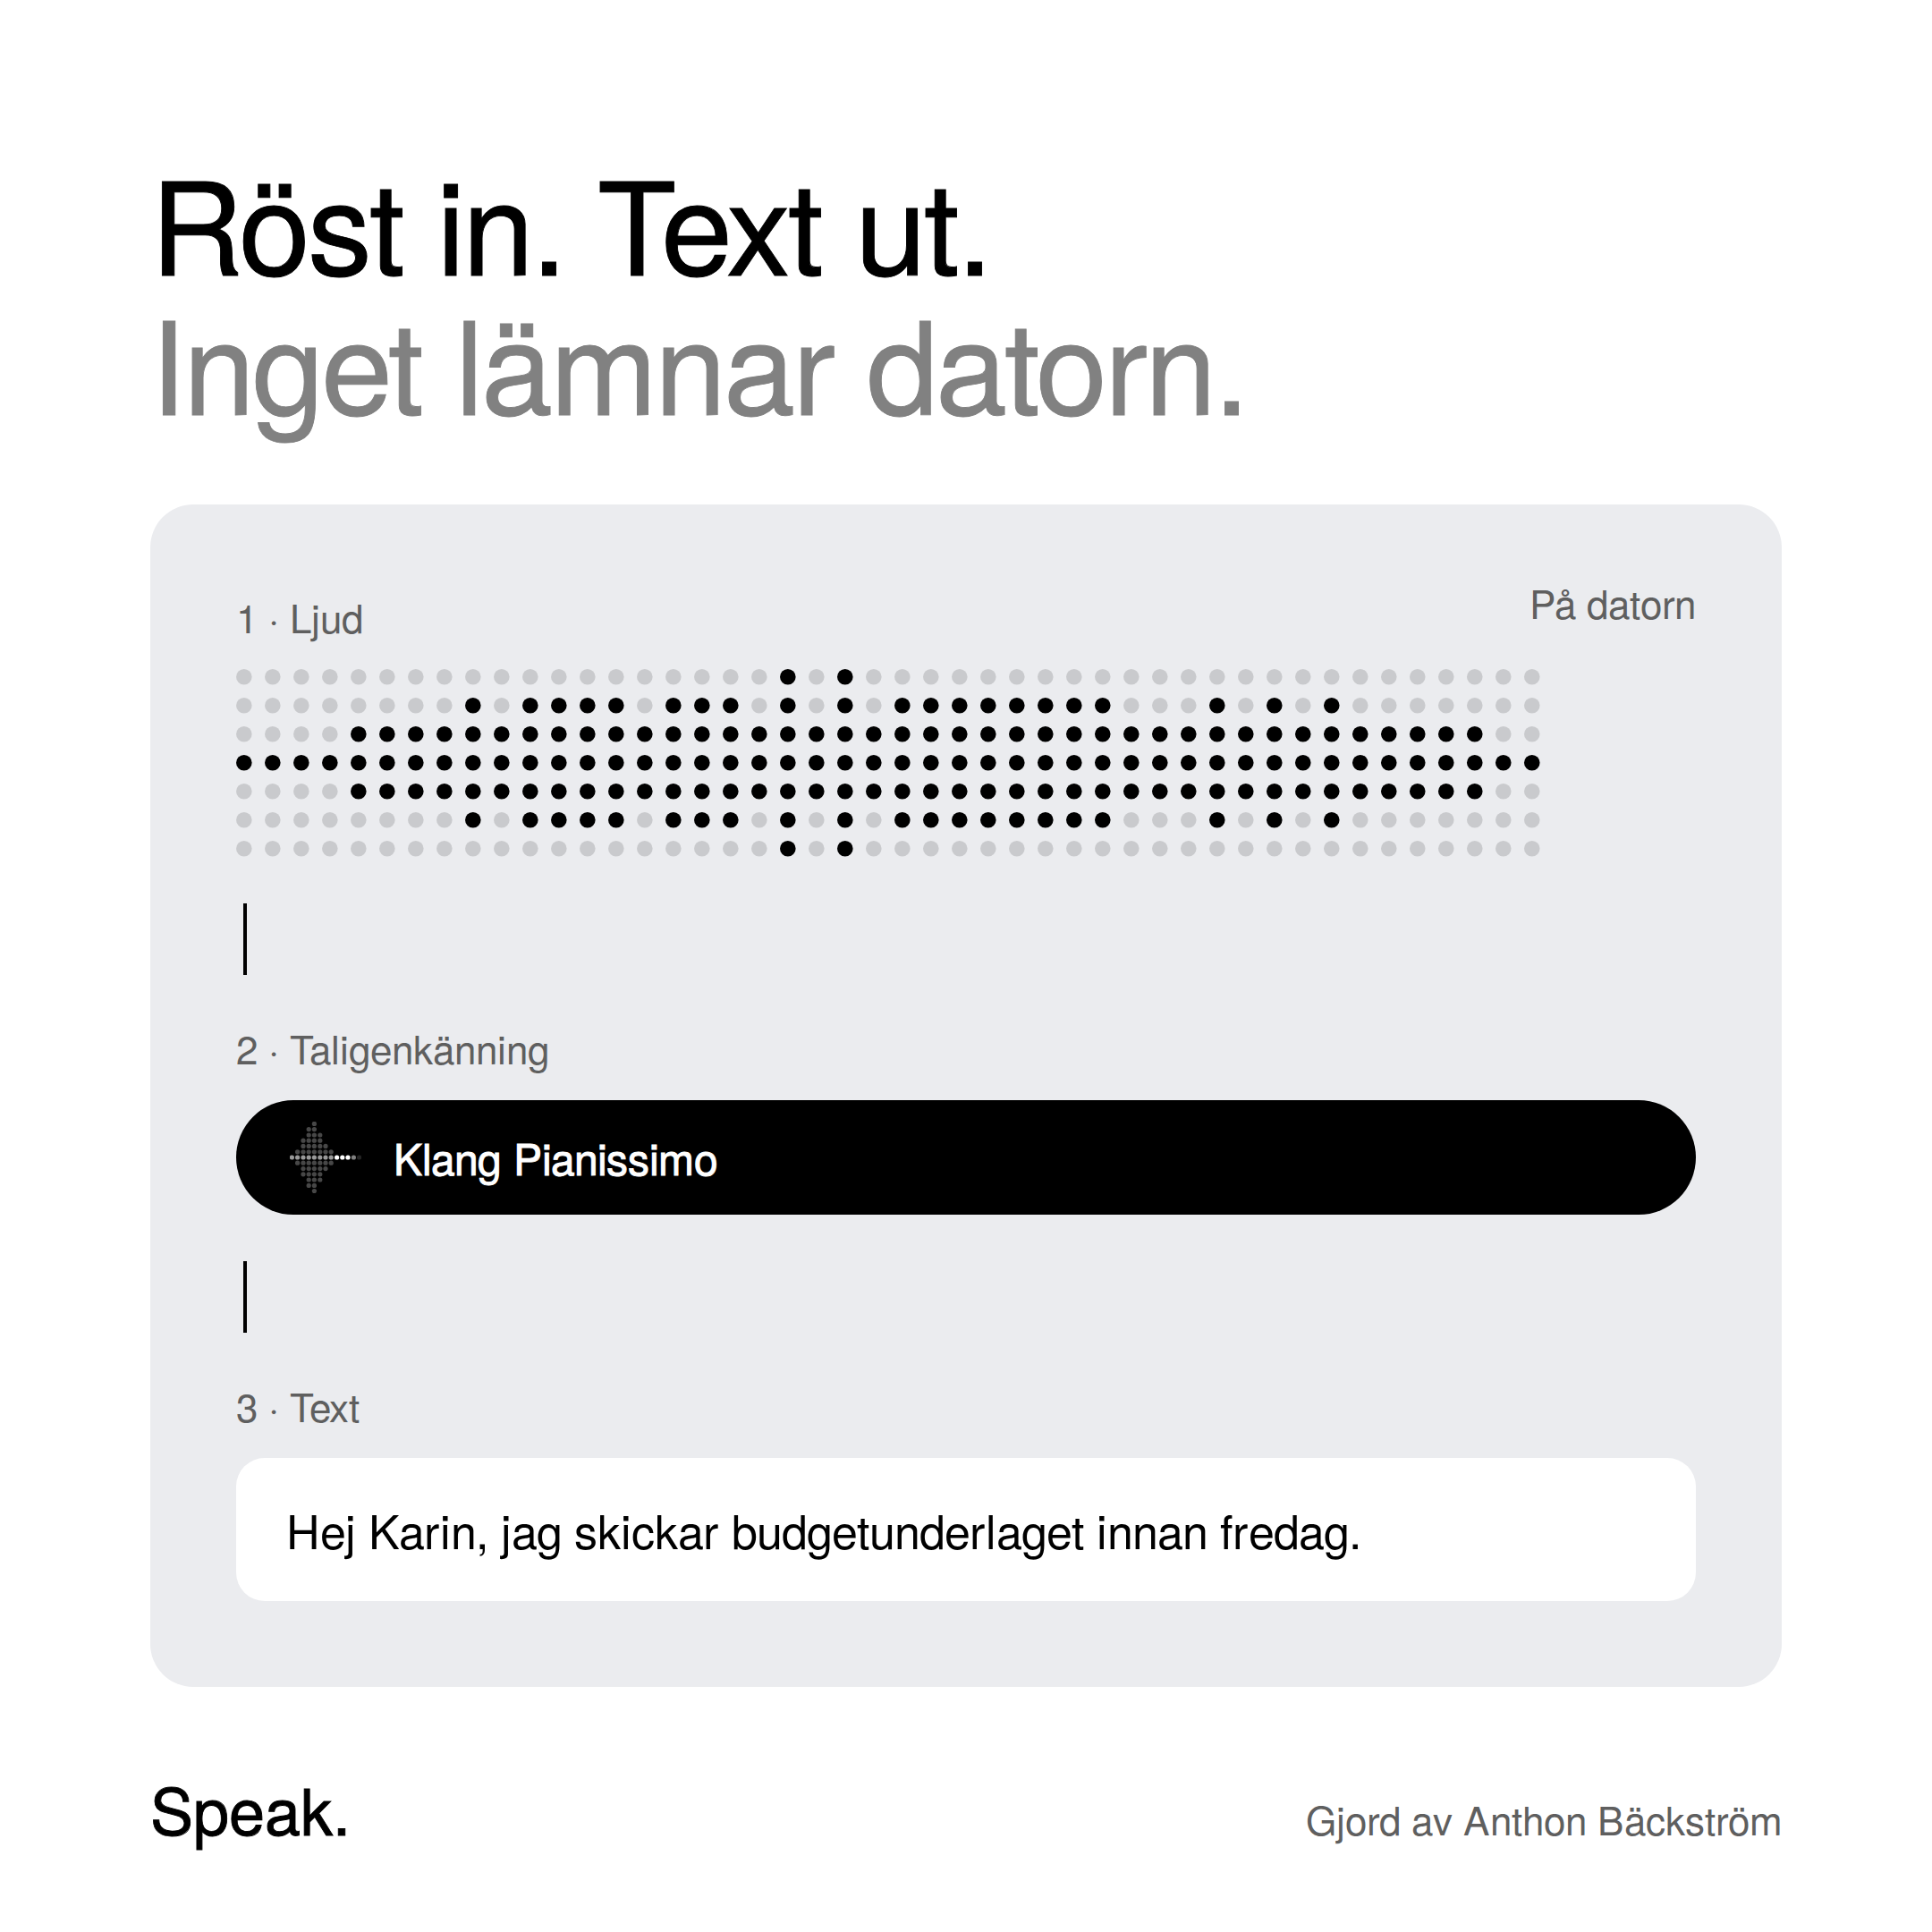 Röst in. Text ut.
Inget lämnar datorn.
1 · Ljud
På datorn
2 · Taligenkänning
Klang Pianissimo
3 · Text
Hej Karin, jag skickar budgetunderlaget innan fredag.
Speak.
Gjord av Anthon Bäckström